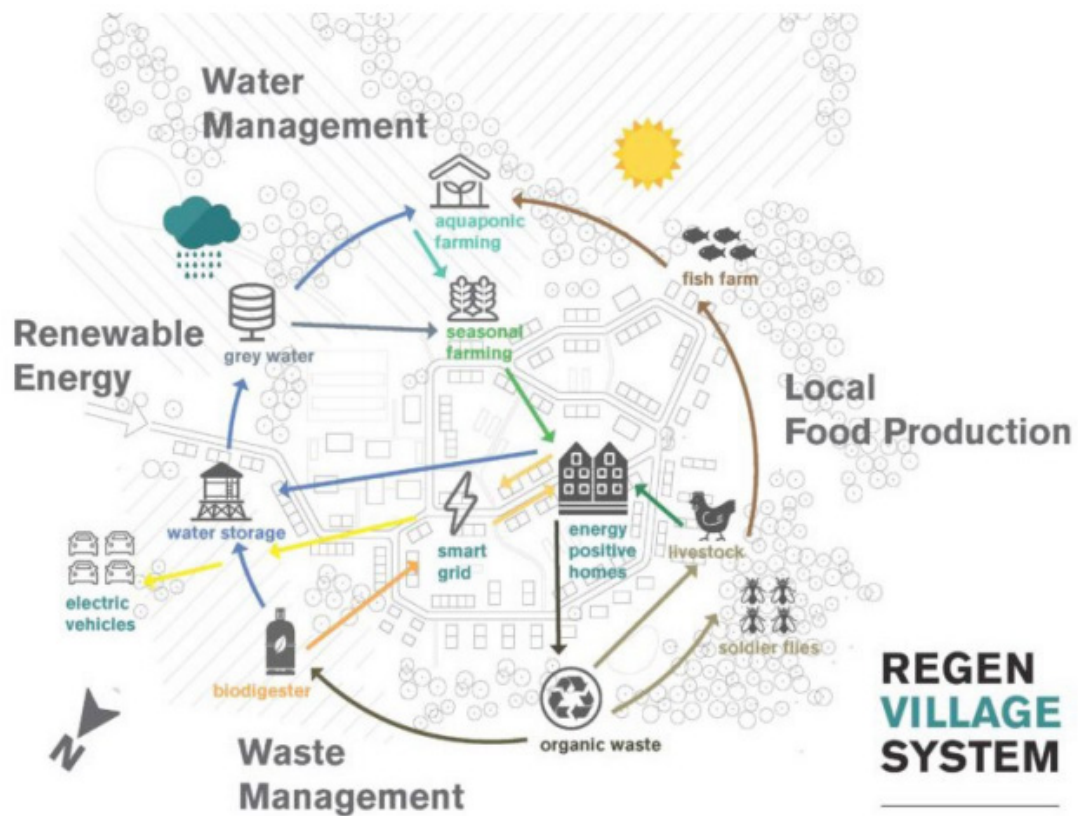 Water
Management
aquaponic
farming
fish farm
seasonal
farming
grey water
Renewable
Energy
Local
Food Production
water storage
smart
grid
energy
positive
homes
livestock
electric
vehicles
soldier flies
biodigester
organic waste
Waste
Management
N
REGEN
VILLAGE
SYSTEM